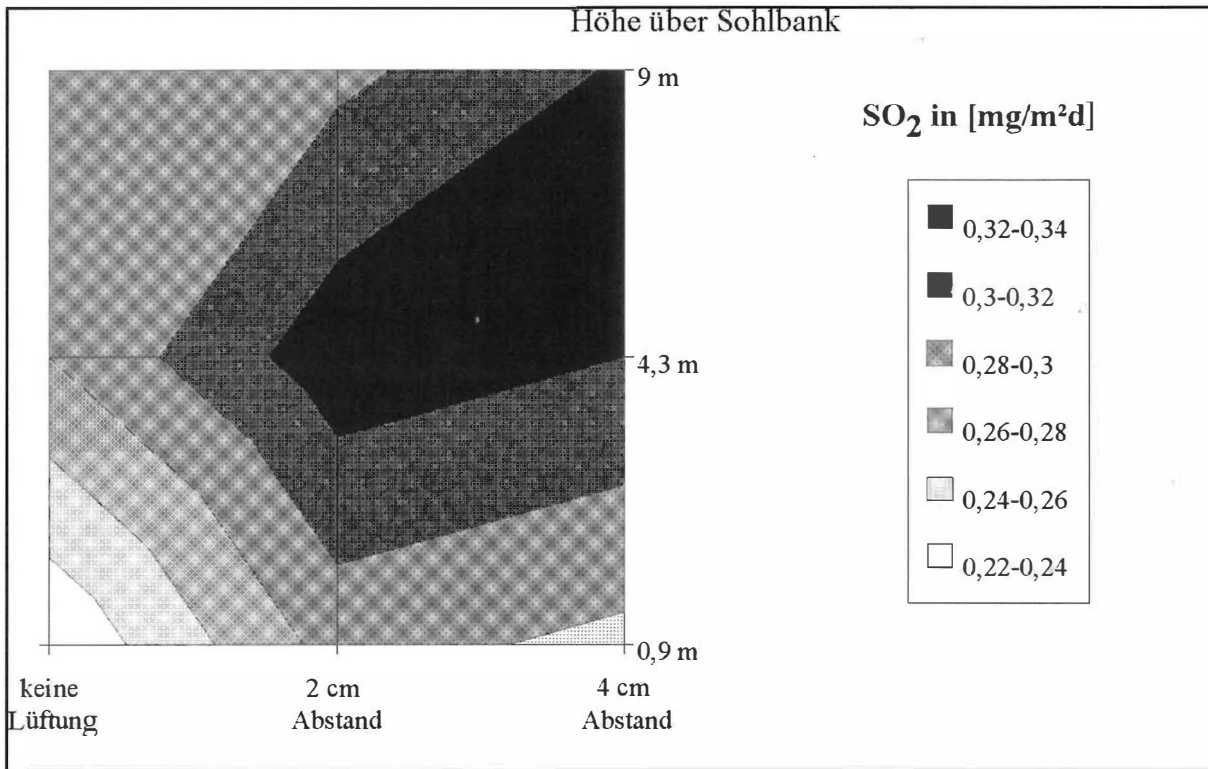 Höhe über Sohlbank
9 m
4,3 m
0,9 m
keine
Lüftung
2 cm
Abstand
4 cm
Abstand
SO₂ in [mg/m²d]
0,32-0,34
0,3-0,32
0,28-0,3
0,26-0,28
0,24-0,26
0,22-0,24